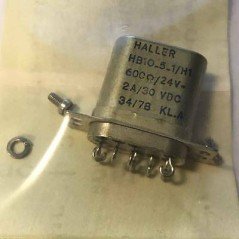 HALLER
HB10-5-1/H1
600Ω/24V-
2A/30 VDC
34/78 KL.A